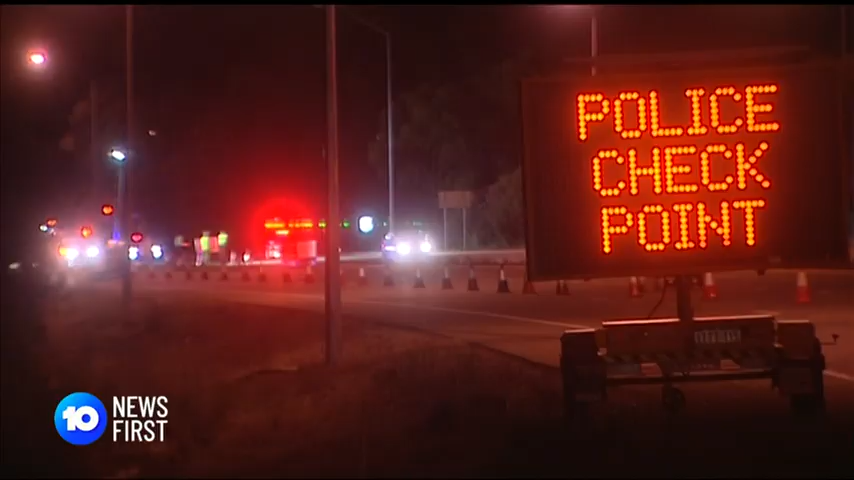 POLICE
CHECK
POINT
10 NEWS
FIRST